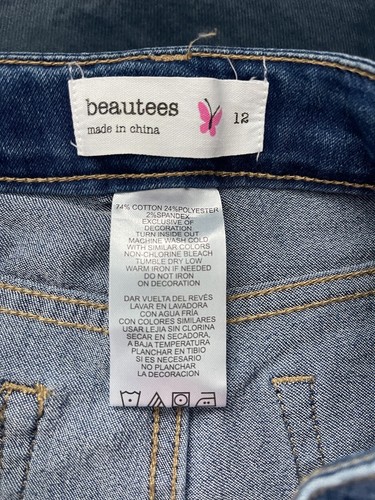 beautees
made in china
12
74% COTTON 24%POLYESTER
2%SPANDEX
EXCLUSIVE OF
DECORATION
TURN INSIDE OUT
MACHINE WASH COLD
WITH SIMILAR COLORS
NON-CHLORINE BLEACH
TUMBLE DRY LOW
WARM IRON IF NEEDED
DO NOT IRON
ON DECORATION
DAR VUELTA DEL REVÉS
LAVAR EN LAVADORA
CON AGUA FRÍA
CON COLORES SIMILARES
USAR LEJIA SIN CLORINA
SECAR EN SECADORA,
A BAJA TEMPERATURA
PLANCHAR EN TIBIO
SI ES NECESARIO
NO PLANCHAR
LA DECORACIÓN